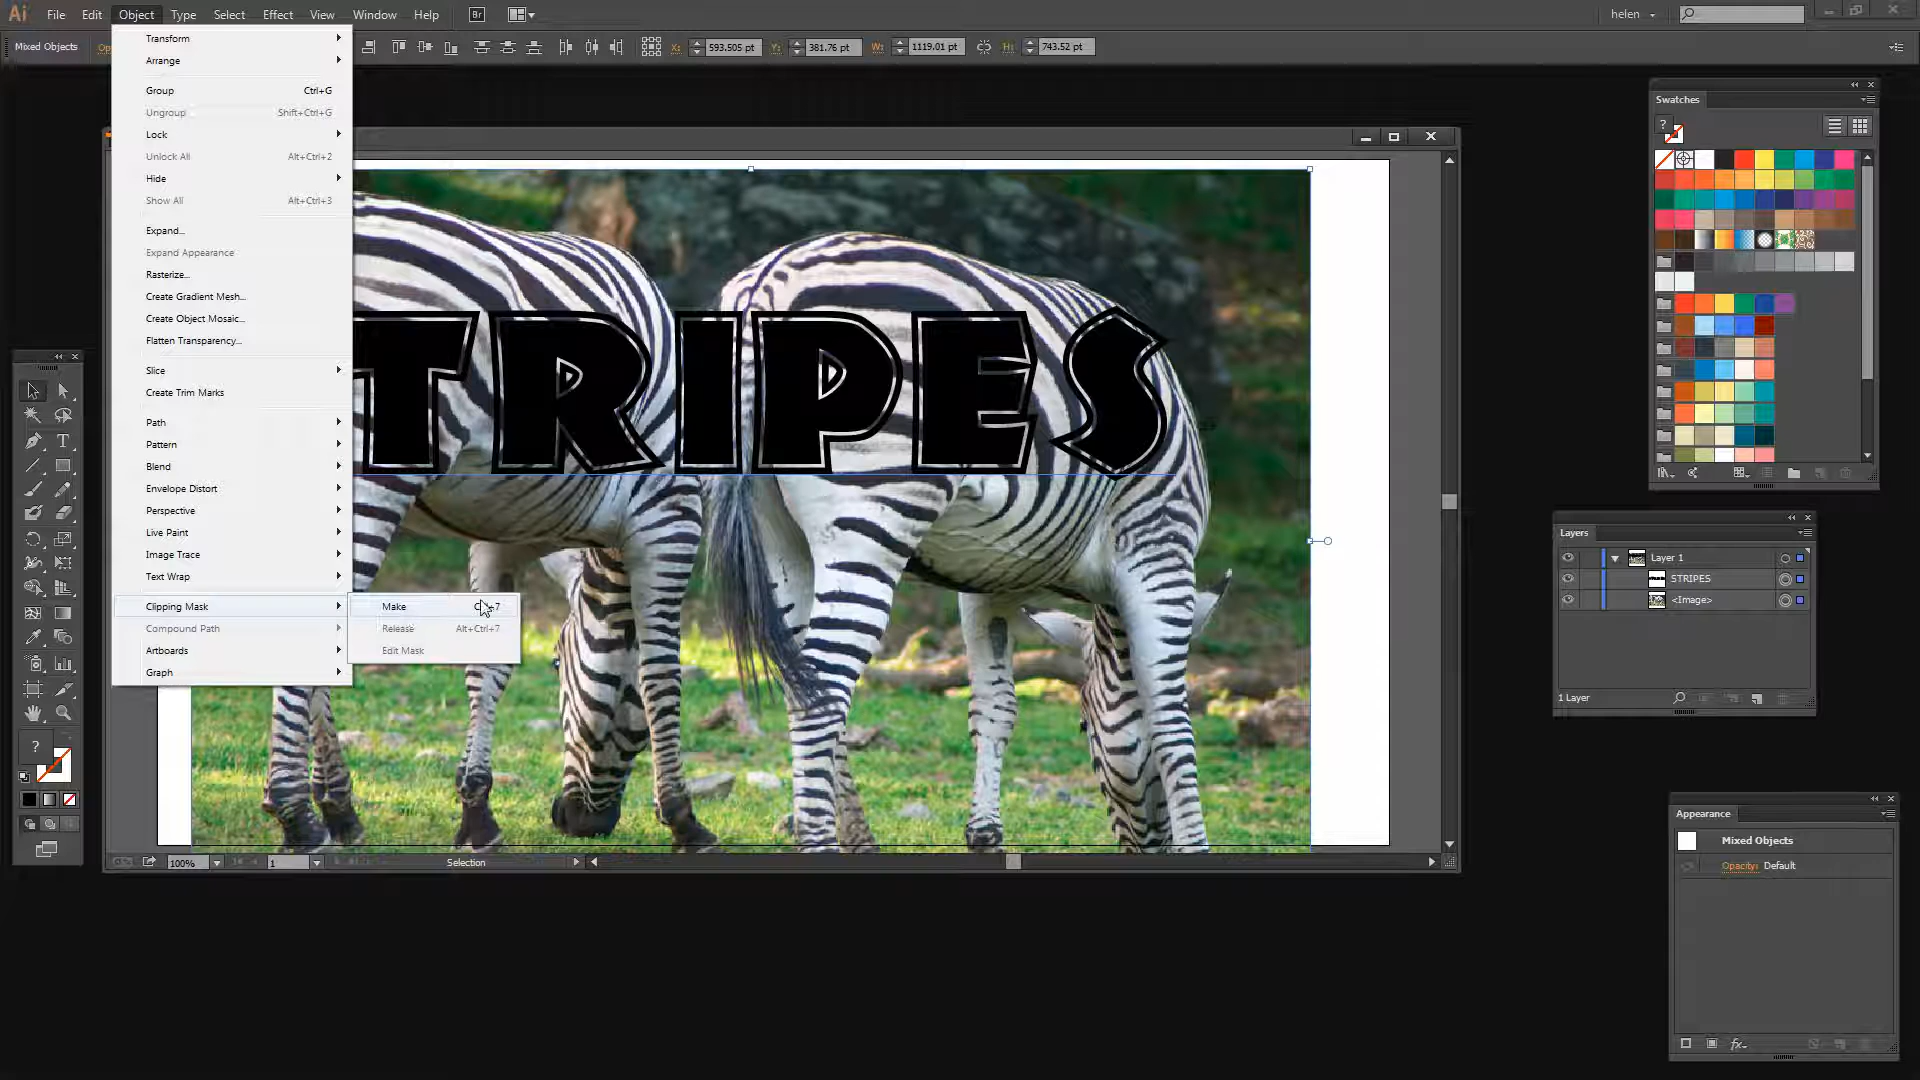 Ai File Edit Object Type Select Effect View Window Help Br helen
Mixed Objects X: 593.505 pt Y: 381.76 pt W: 1119.01 pt H: 743.52 pt
Transform
Arrange
Group Ctrl+G
Ungroup Shift+Ctrl+G
Lock
Unlock All Alt+Ctrl+2
Hide
Show All Alt+Ctrl+3
Expand...
Expand Appearance
Rasterize...
Create Gradient Mesh...
Create Object Mosaic...
Flatten Transparency...
Slice
Create Trim Marks
Path
Pattern
Blend
Envelope Distort
Perspective
Live Paint
Image Trace
Text Wrap
Clipping Mask
Compound Path
Artboards
Graph
Make
Release Alt+Ctrl+7
Edit Mask
TRIPES
100% 1 Selection
Swatches
?
Layers
Layer 1
STRIPES
<Image>
1 Layer
Appearance
Mixed Objects
Opacity: Default
fx
T
?